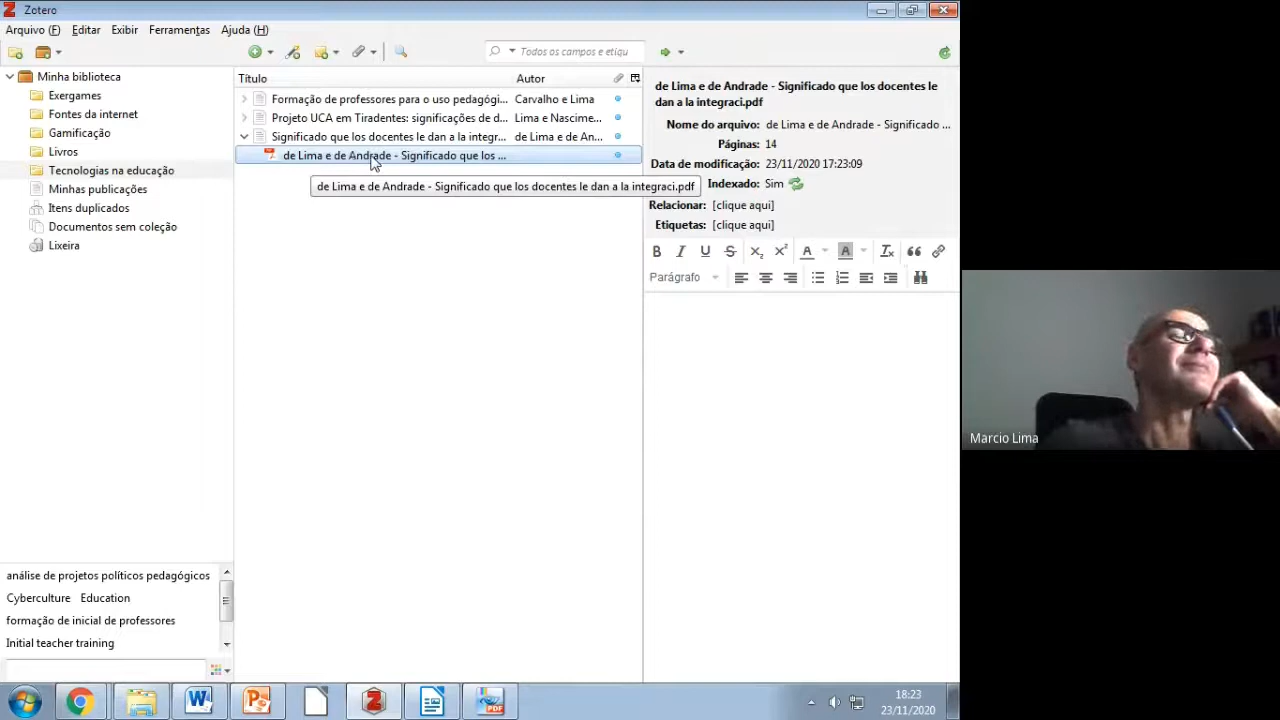 Zotero
Arquivo (F) Editar Exibir Ferramentas Ajuda (H)
Todos os campos e etiqu
Minha biblioteca
Exergames
Fontes da internet
Gamificação
Livros
Tecnologias na educação
Minhas publicações
Itens duplicados
Documentos sem coleção
Lixeira
análise de projetos políticos pedagógicos
Cyberculture Education
formação de inicial de professores
Initial teacher training
Título Autor
Formação de professores para o uso pedagógi... Carvalho e Lima
Projeto UCA em Tiradentes: significações de d... Lima e Nascime...
Significado que los docentes le dan a la integr... de Lima e de An...
de Lima e de Andrade - Significado que los ...
de Lima e de Andrade - Significado que los docentes le dan a la integraci.pdf
de Lima e de Andrade - Significado que los docentes le
dan a la integraci.pdf
Nome do arquivo: de Lima e de Andrade - Significado ...
Páginas: 14
Data de modificação: 23/11/2020 17:23:09
Indexado: Sim
Relacionar: [clique aqui]
Etiquetas: [clique aqui]
B I U S X₂ X² A A Tx
Parágrafo
Marcio Lima
W P Z PDF
18:23
23/11/2020